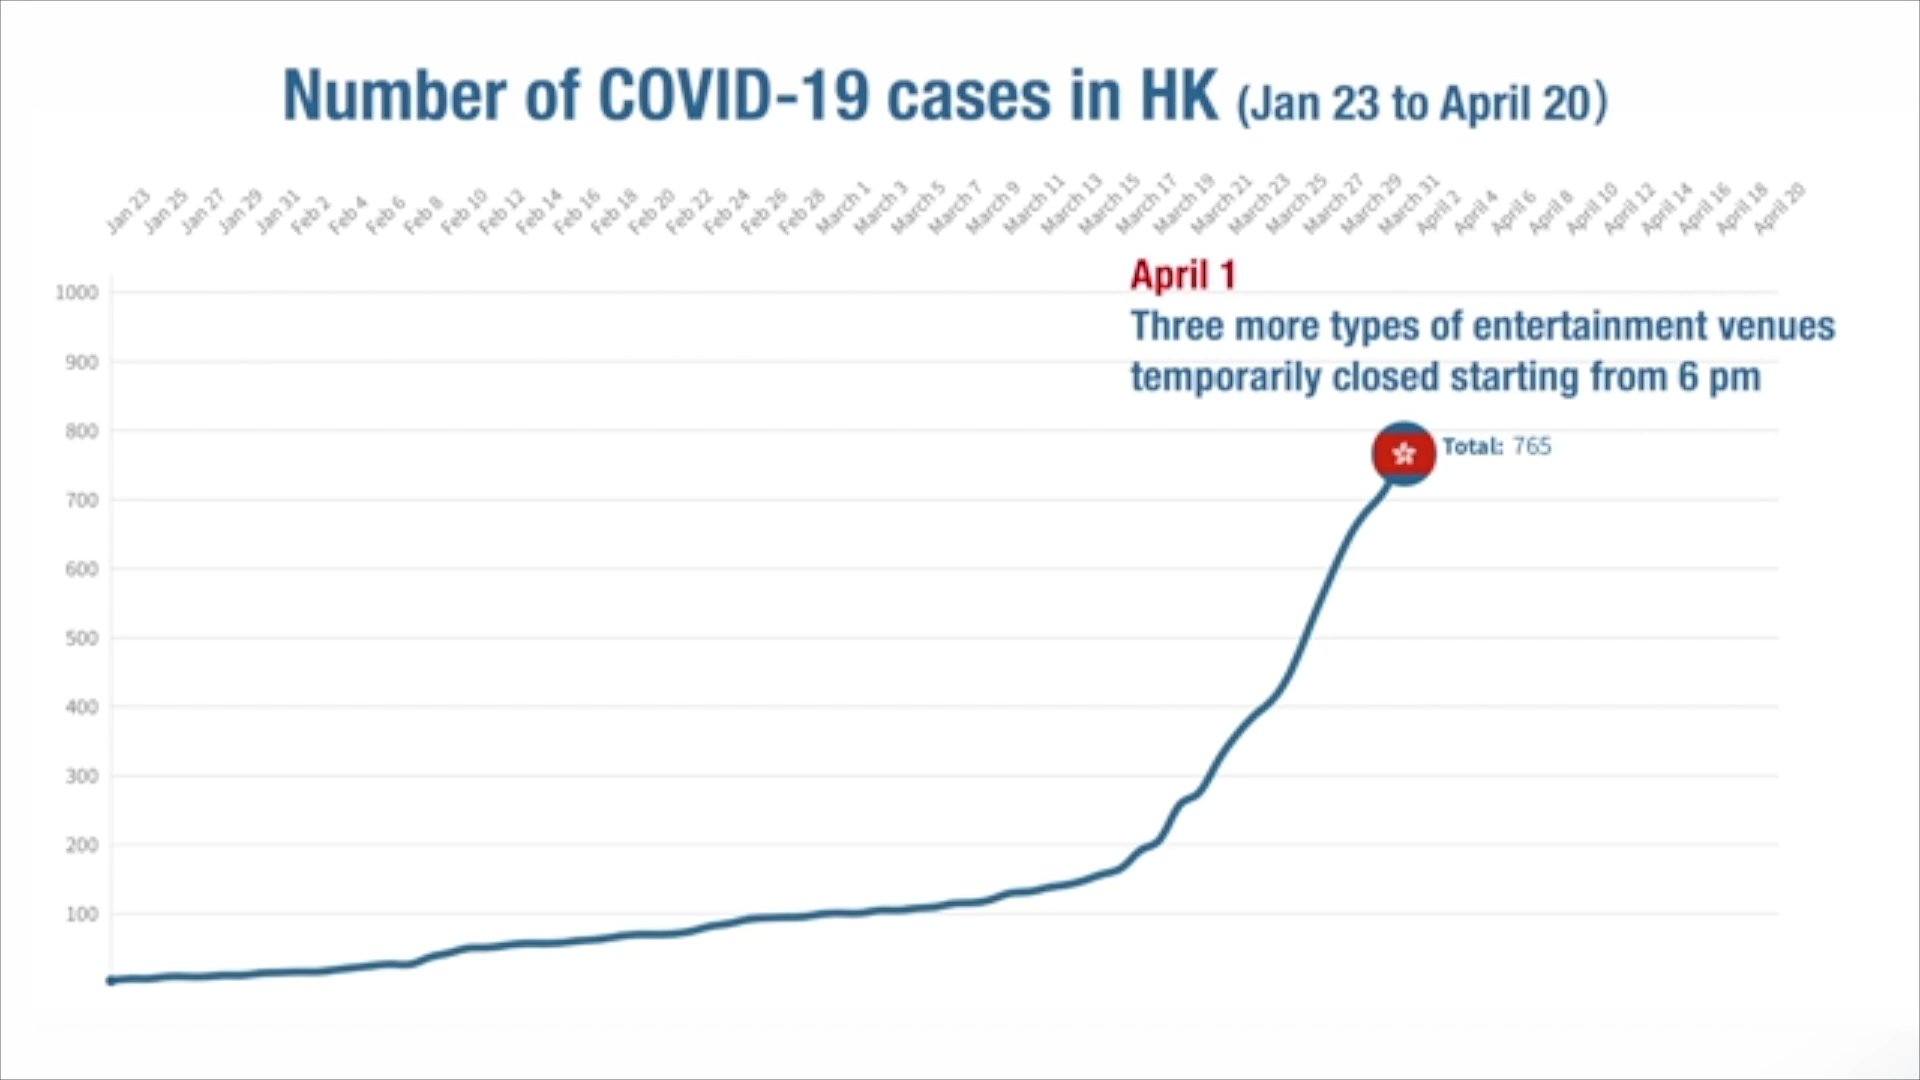 Number of COVID-19 cases in HK (Jan 23 to April 20)
Jan 23
Jan 25
Jan 27
Jan 29
Jan 31
Feb 2
Feb 4
Feb 6
Feb 8
Feb 10
Feb 12
Feb 14
Feb 16
Feb 18
Feb 20
Feb 22
Feb 24
Feb 26
Feb 28
March 1
March 3
March 5
March 7
March 9
March 11
March 13
March 15
March 17
March 19
March 21
March 23
March 25
March 27
March 29
March 31
April 2
April 4
April 6
April 8
April 10
April 12
April 14
April 16
April 18
April 20
April 1
Three more types of entertainment venues
temporarily closed starting from 6 pm
Total: 765
1000
900
800
700
600
500
400
300
200
100